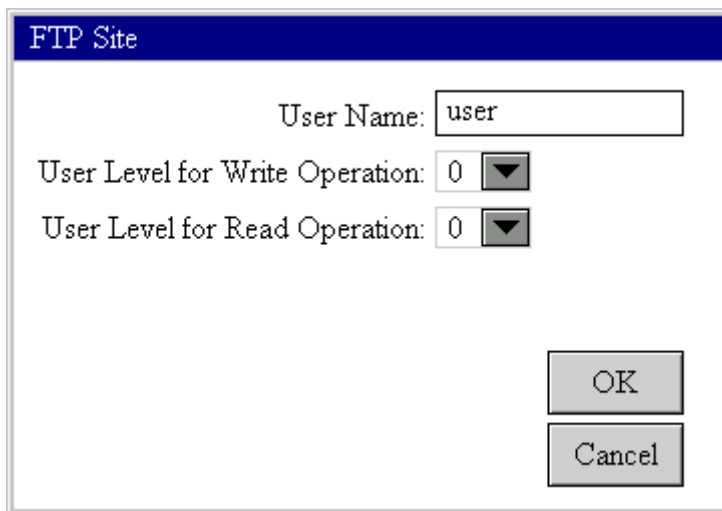 FTP Site
User Name: user
User Level for Write Operation: 0
User Level for Read Operation: 0
OK
Cancel